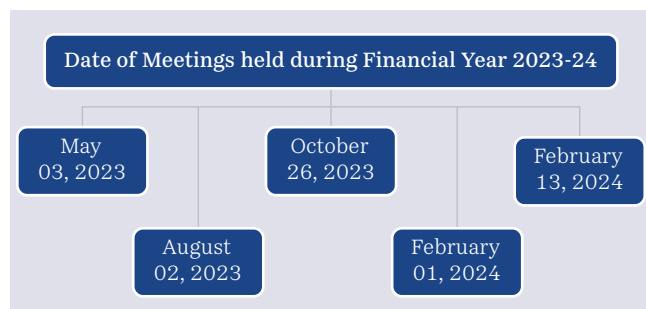 Date of Meetings held during Financial Year 2023-24
May
03, 2023
August
02, 2023
October
26, 2023
February
01, 2024
February
13, 2024